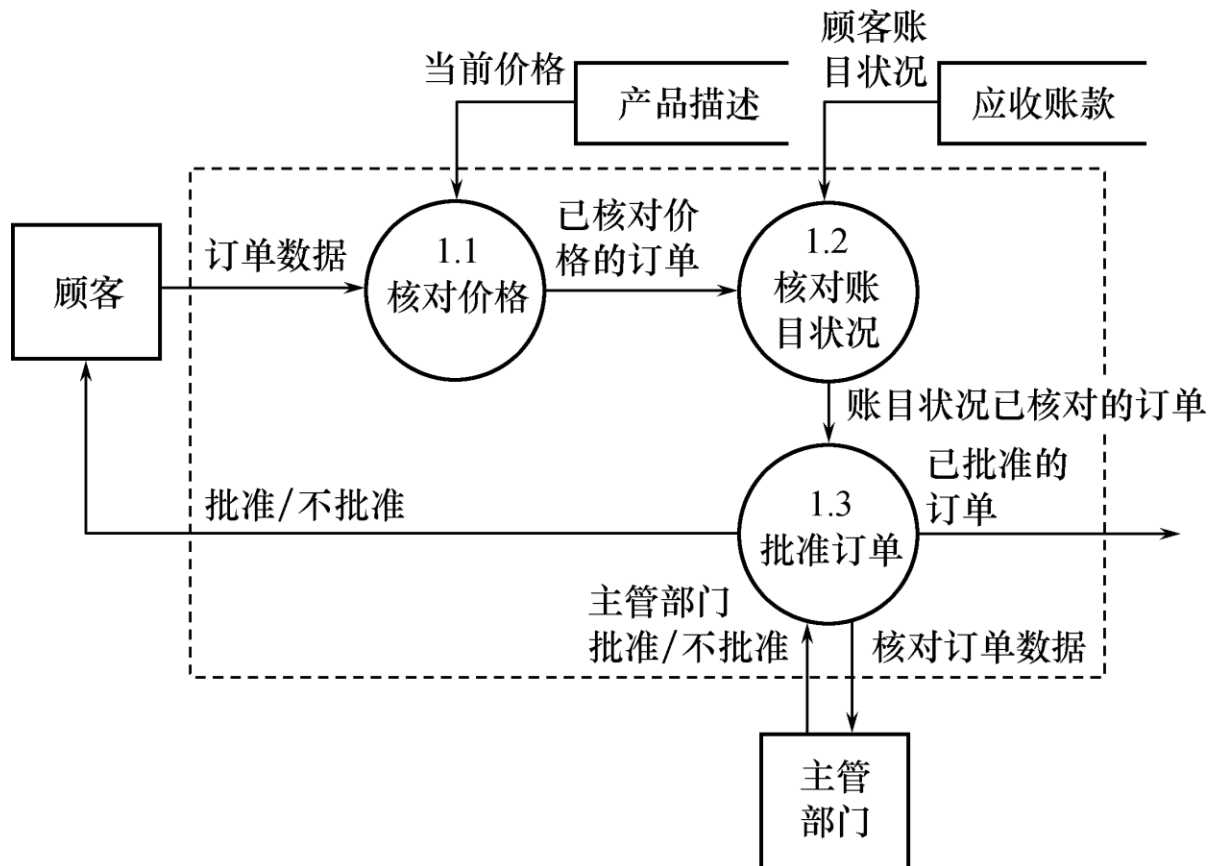 当前价格
产品描述
顾客账
目状况
应收账款
顾客
订单数据
1.1
核对价格
已核对价
格的订单
1.2
核对账
目状况
账目状况已核对的订单
批准/不批准
1.3
批准订单
已批准的
订单
主管部门
批准/不批准
核对订单数据
主管
部门